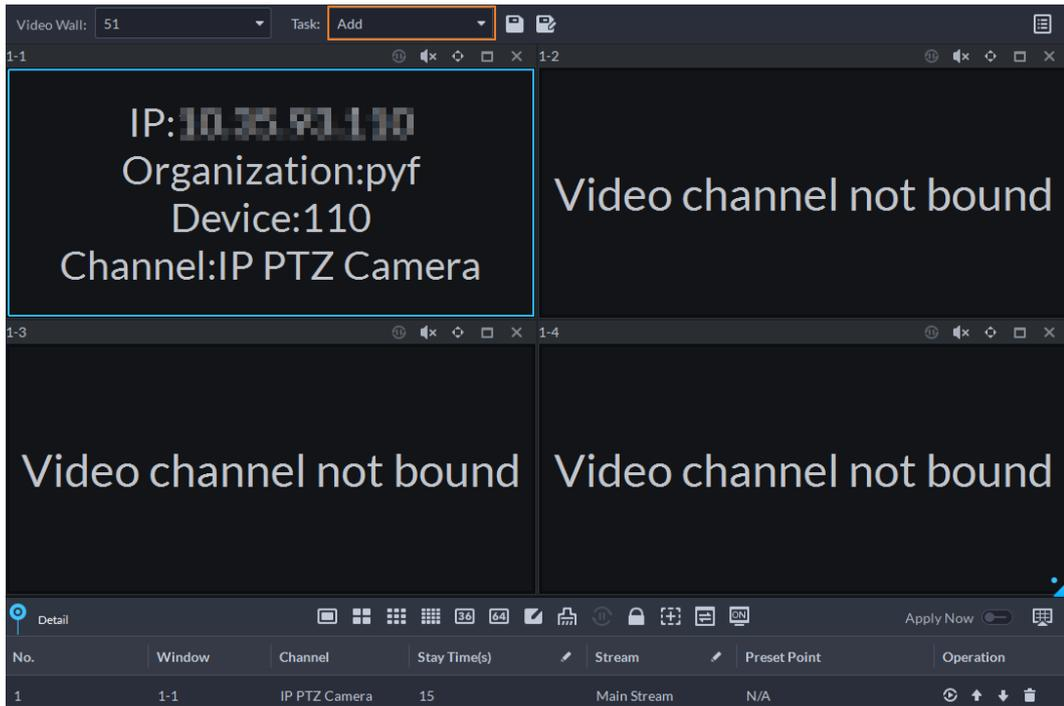 Video Wall: 51 Task: Add
1-1
1-2
IP:
Organization:pyf
Device:110
Channel:IP PTZ Camera
Video channel not bound
1-3
1-4
Video channel not bound
Video channel not bound
Detail 36 64 ON Apply Now
No. Window Channel Stay Time(s) Stream Preset Point Operation
1 1-1 IP PTZ Camera 15 Main Stream N/A